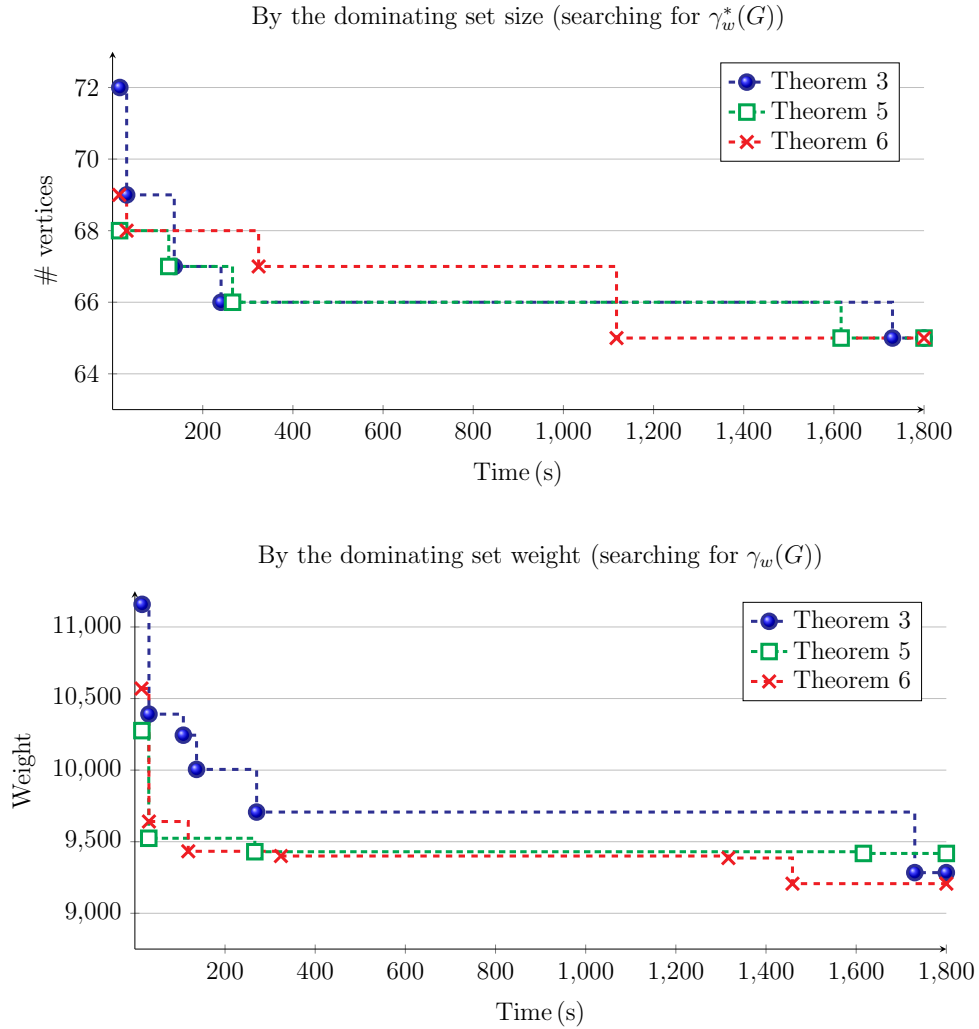 By the dominating set size (searching for $\gamma_w^*(G)$)
72
70
68
66
64
# vertices
Theorem 3
Theorem 5
Theorem 6
200 400 600 800 1,000 1,200 1,400 1,600 1,800
Time (s)
By the dominating set weight (searching for $\gamma_w(G)$)
11,000
10,500
10,000
9,500
9,000
Weight
Theorem 3
Theorem 5
Theorem 6
200 400 600 800 1,000 1,200 1,400 1,600 1,800
Time (s)